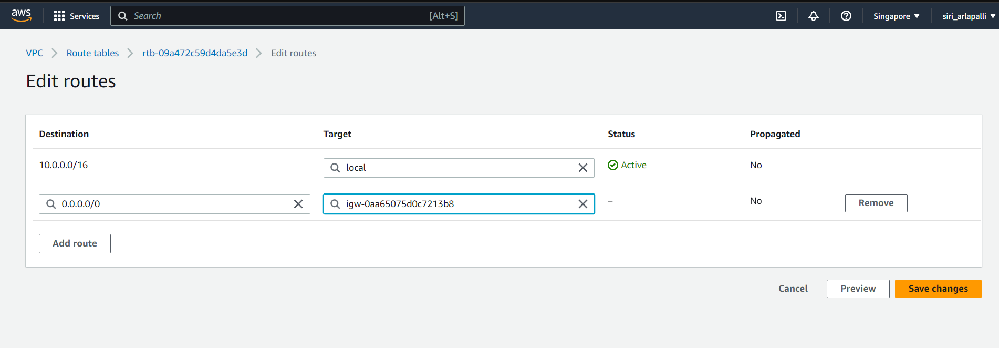 aws Services Search [Alt+S] Singapore siri_arlapalli
VPC Route tables rtb-09a472c59d4da5e3d Edit routes
Edit routes
Destination Target Status Propagated
10.0.0.0/16 local Active No
0.0.0.0/0 igw-0aa65075d0c7213b8 – No Remove
Add route
Cancel Preview Save changes